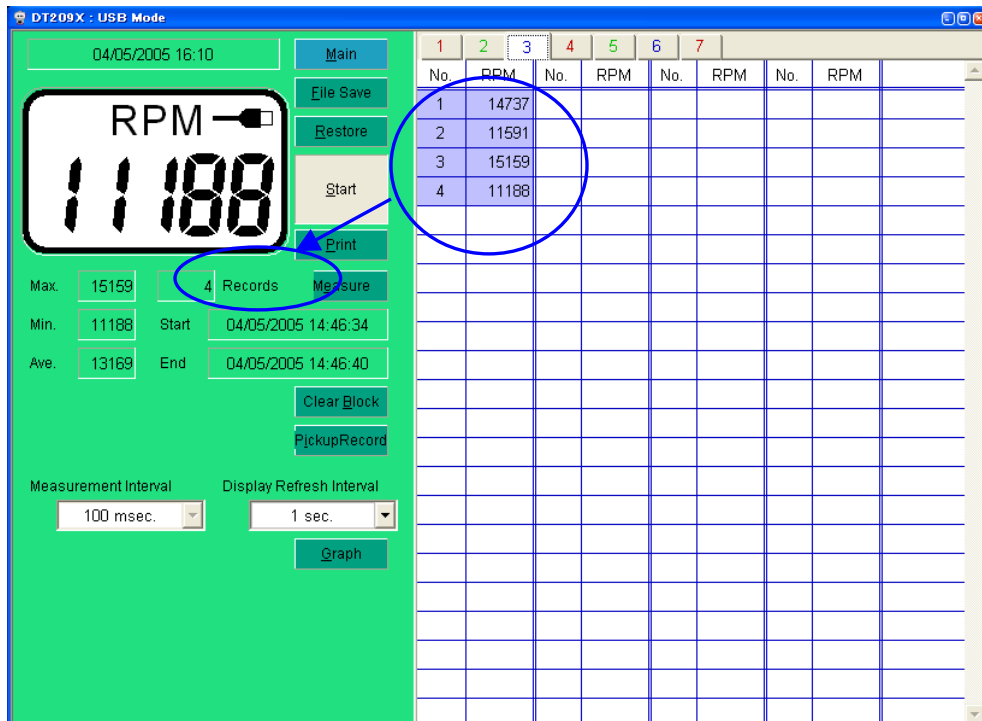 DT209X : USB Mode
04/05/2005 16:10
Main
File Save
RPM
Restore
11188
Start
Print
Max. 15159 4 Records Measure
Min. 11188 Start 04/05/2005 14:46:34
Ave. 13169 End 04/05/2005 14:46:40
Clear Block
PickupRecord
Measurement Interval Display Refresh Interval
100 msec. 1 sec.
Graph
1 2 3 4 5 6 7
No. RPM No. RPM No. RPM No. RPM
1 14737
2 11591
3 15159
4 11188